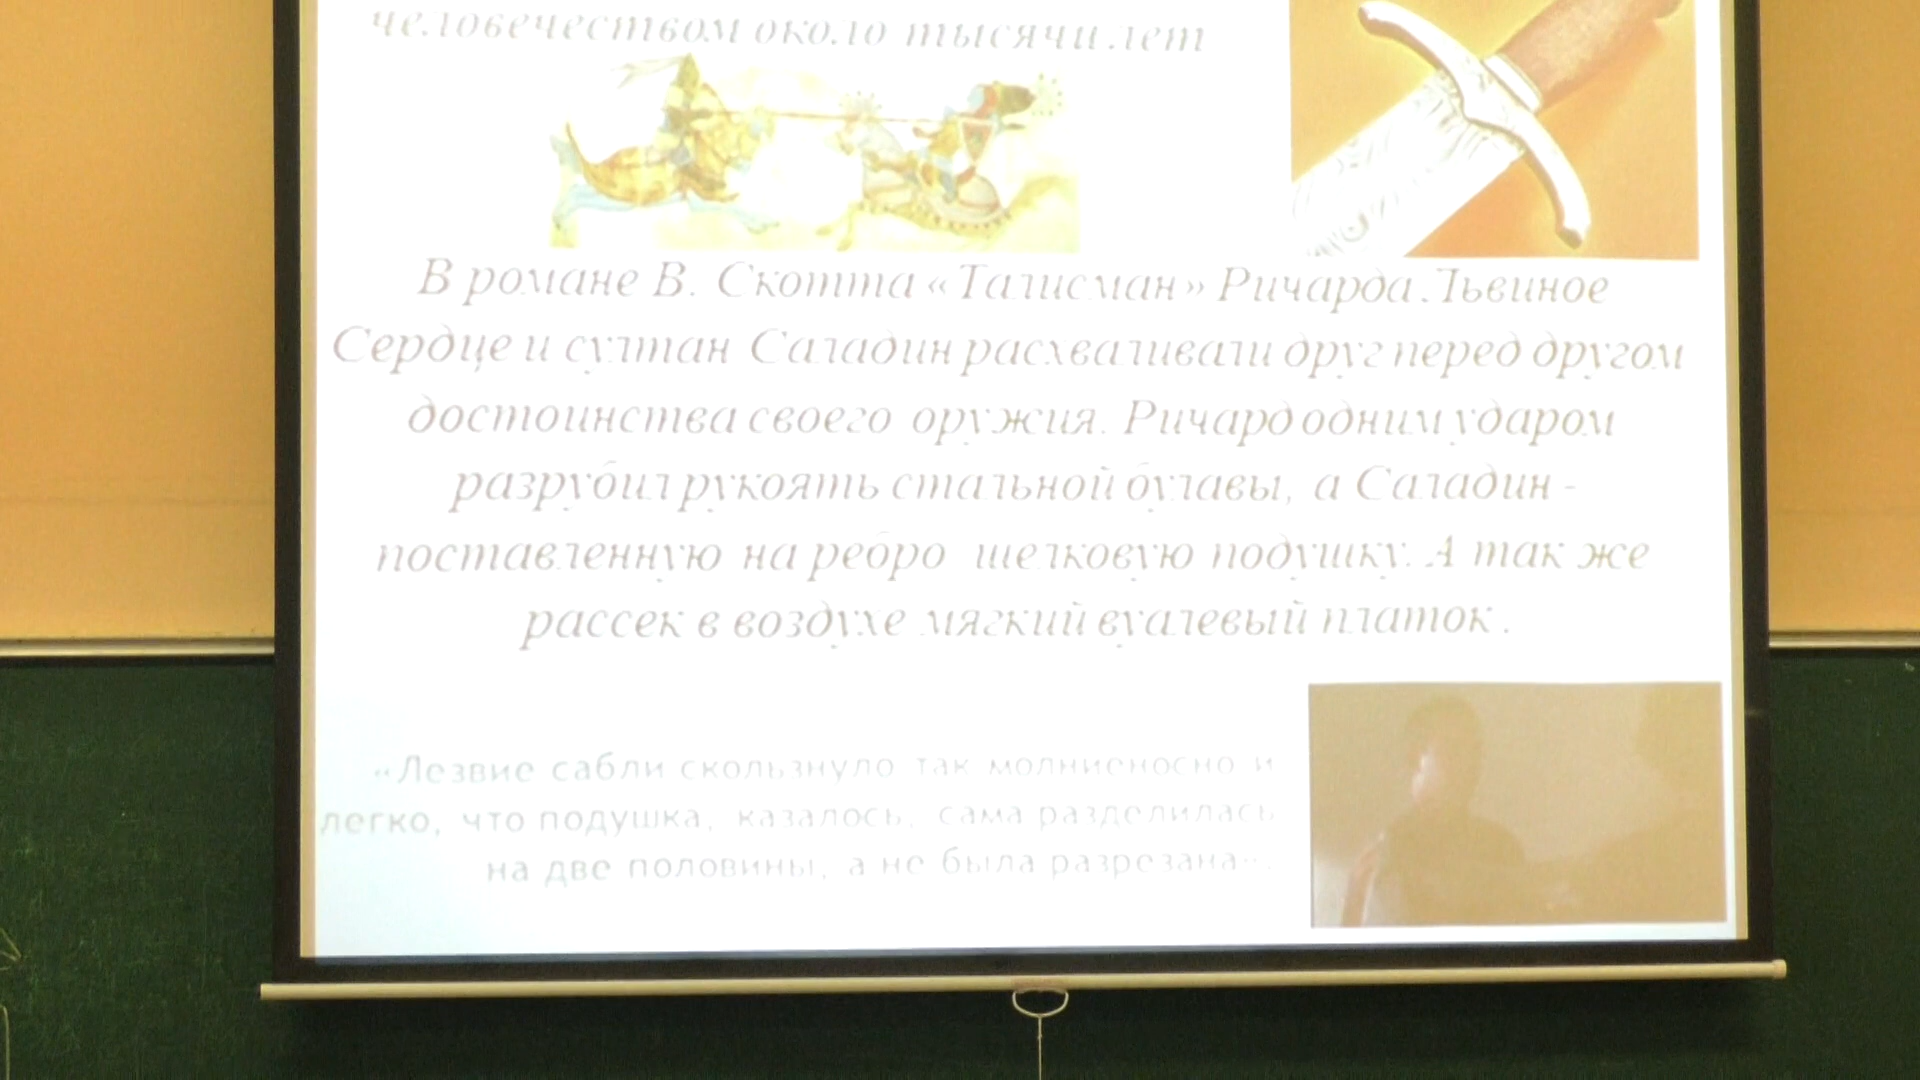 человечеством около тысячи лет
В романе В. Скотта «Талисман» Ричарда Львиное
Сердце и султан Саладин расхваливали друг перед другом
достоинства своего оружия. Ричард одним ударом
разрубил рукоять стальной булавы, а Саладин -
поставленную на ребро шелковую подушку. А так же
рассек в воздухе мягкий вуалевый платок.
«Лезвие сабли скользнуло так молниеносно и
легко, что подушка, казалось, сама разделилась
на две половины, а не была разрезана».